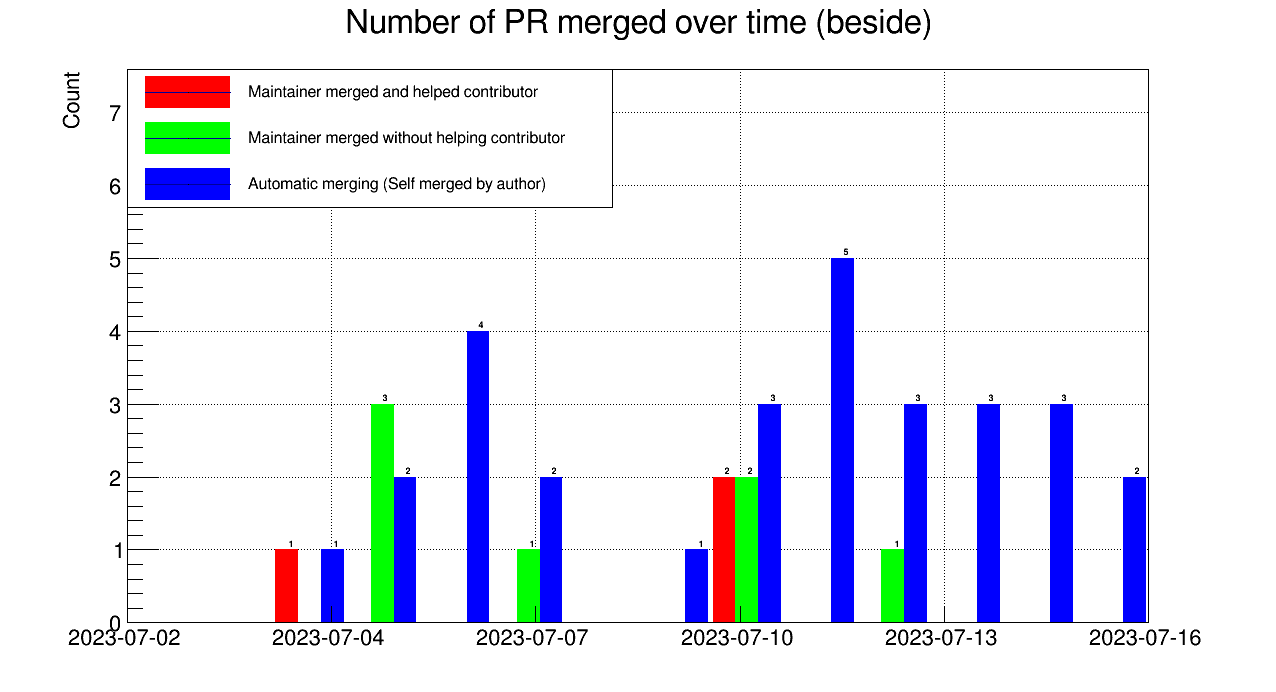 Number of PR merged over time (beside)
Count
Maintainer merged and helped contributor
Maintainer merged without helping contributor
Automatic merging (Self merged by author)
7
6
5
4
3
2
1
0
5
4
3 3 3 3 3
2 2 2 2 2
1 1 1 1 1
2023-07-02 2023-07-04 2023-07-07 2023-07-10 2023-07-13 2023-07-16